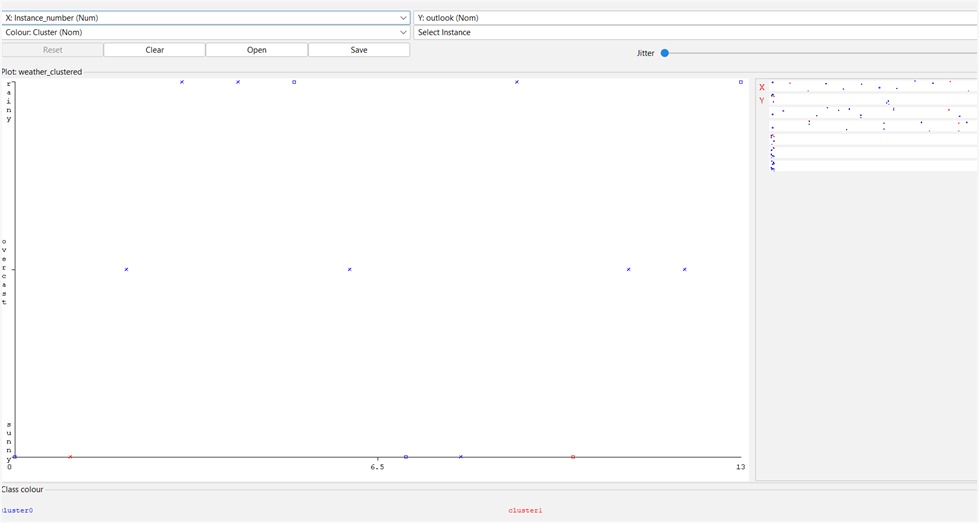 X: Instance_number (Num)
Y: outlook (Nom)
Colour: Cluster (Nom)
Select Instance
Reset
Clear
Open
Save
Jitter
Plot: weather_clustered
rainy
overcast
sunny
0
6.5
13
X
Y
Class colour
cluster0
cluster1